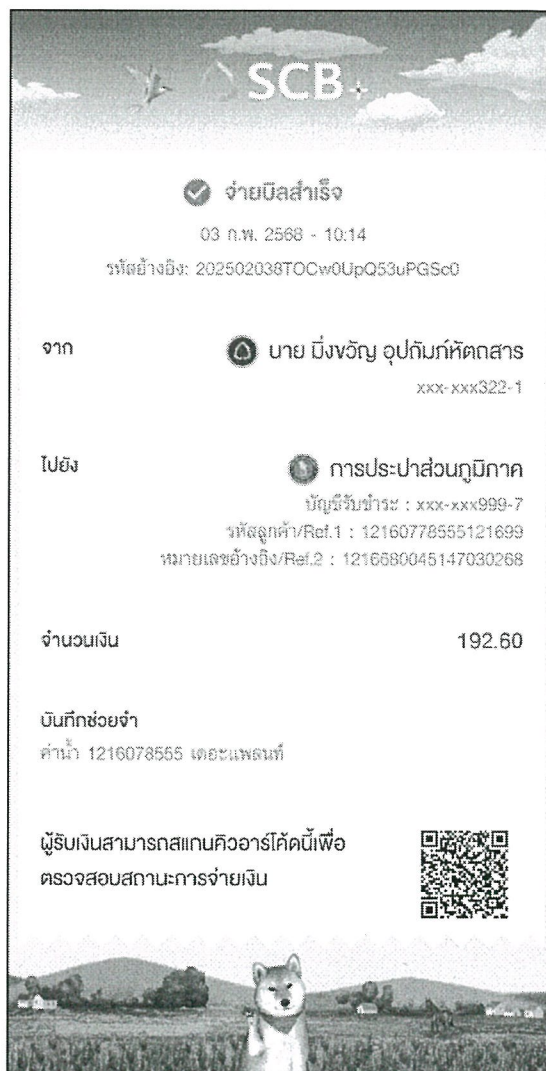 SCB
จ่ายบิลสำเร็จ
03 ก.พ. 2568 - 10:14
รหัสอ้างอิง: 202502038TOCw0UpQ53uPGSc0
จาก
นาย มิ่งขวัญ อุปถัมภ์หัตถสาร
xxx-xxx322-1
ไปยัง
การประปาส่วนภูมิภาค
บัญชีรับชำระ : xxx-xxx999-7
รหัสลูกค้า/Ref.1 : 12160778555121699
หมายเลขอ้างอิง/Ref.2 : 1216680045147030268
จำนวนเงิน 192.60
บันทึกช่วยจำ
ค่าน้ำ 1216078555 เดอะแพลนท์
ผู้รับเงินสามารถสแกนคิวอาร์โค้ดนี้เพื่อ
ตรวจสอบสถานะการจ่ายเงิน